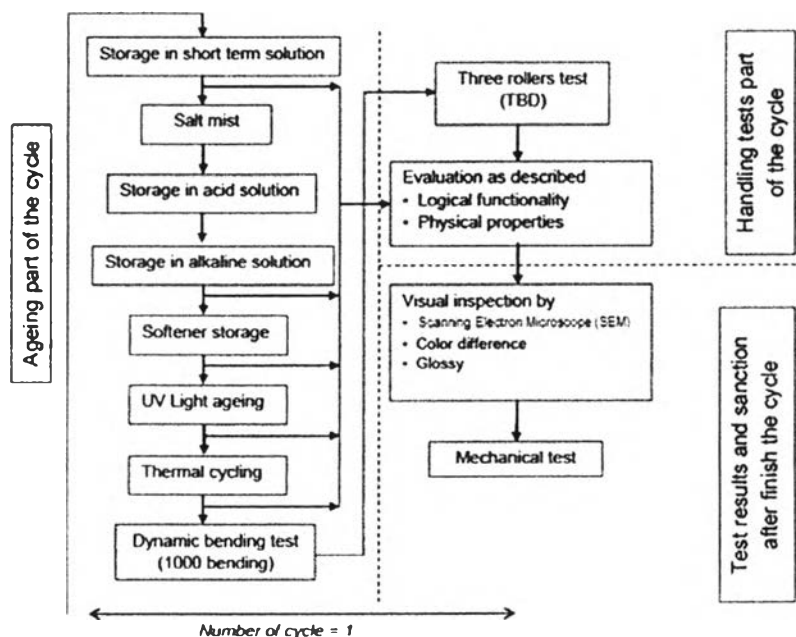 Ageing part of the cycle
Storage in short term solution
Salt mist
Storage in acid solution
Storage in alkaline solution
Softener storage
UV Light ageing
Thermal cycling
Dynamic bending test
(1000 bending)
Three rollers test
(TBD)
Evaluation as described
• Logical functionality
• Physical properties
Visual inspection by
• Scanning Electron Microscope (SEM)
• Color difference
• Glossy
Mechanical test
Handling tests part
of the cycle
Test results and sanction
after finish the cycle
Number of cycle = 1